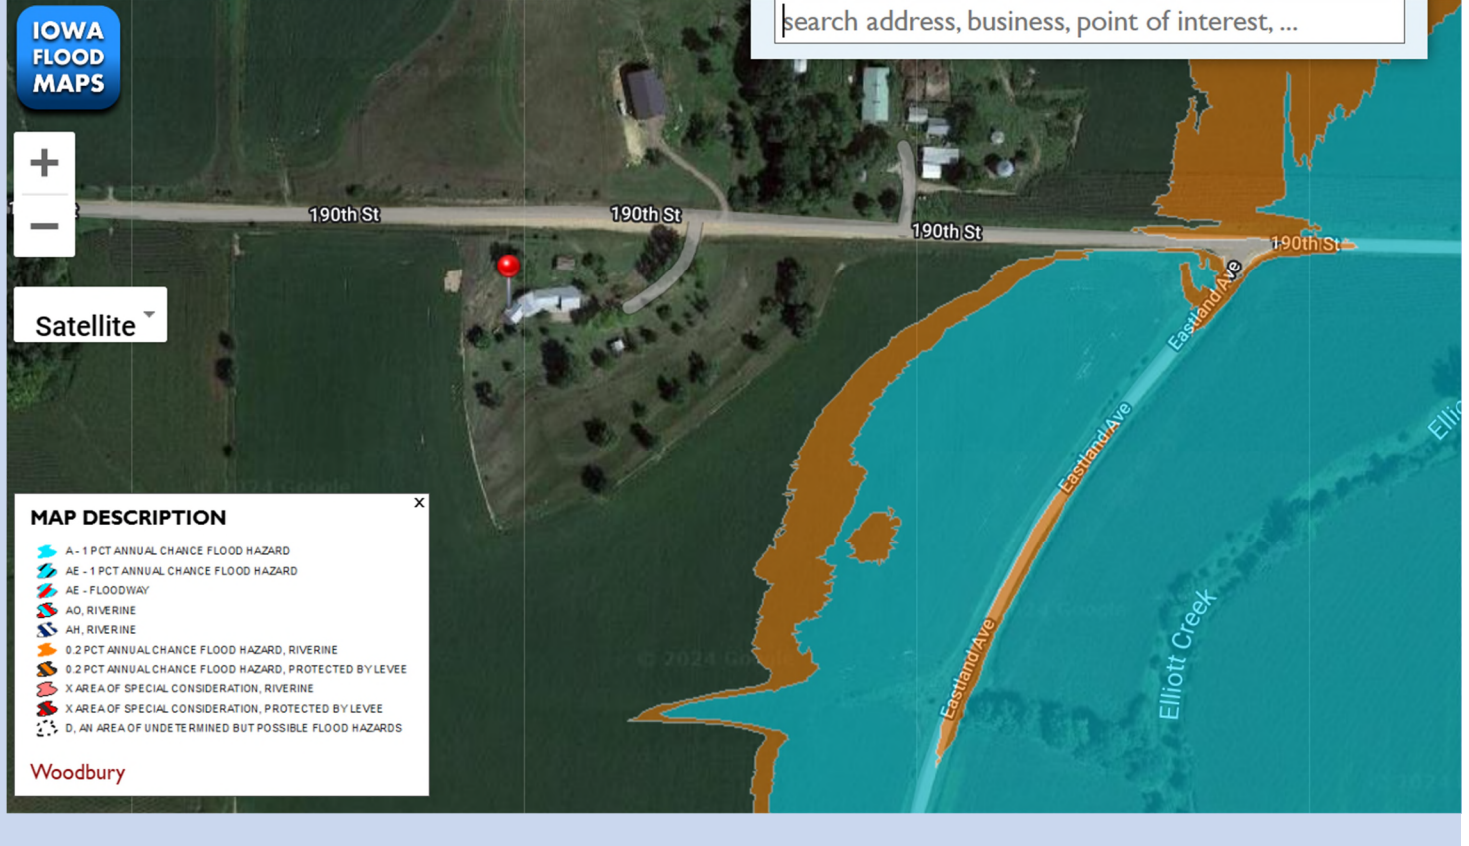 IOWA
FLOOD
MAPS
search address, business, point of interest, ...
+
−
Satellite
190th St
190th St
190th St
190th St
Eastland Ave
Eastland Ave
Eastland Ave
Elliott Creek
© 2024 Google
MAP DESCRIPTION
x
A - 1 PCT ANNUAL CHANCE FLOOD HAZARD
AE - 1 PCT ANNUAL CHANCE FLOOD HAZARD
AE - FLOODWAY
AO, RIVERINE
AH, RIVERINE
0.2 PCT ANNUAL CHANCE FLOOD HAZARD, RIVERINE
0.2 PCT ANNUAL CHANCE FLOOD HAZARD, PROTECTED BY LEVEE
X AREA OF SPECIAL CONSIDERATION, RIVERINE
X AREA OF SPECIAL CONSIDERATION, PROTECTED BY LEVEE
D, AN AREA OF UNDETERMINED BUT POSSIBLE FLOOD HAZARDS
Woodbury